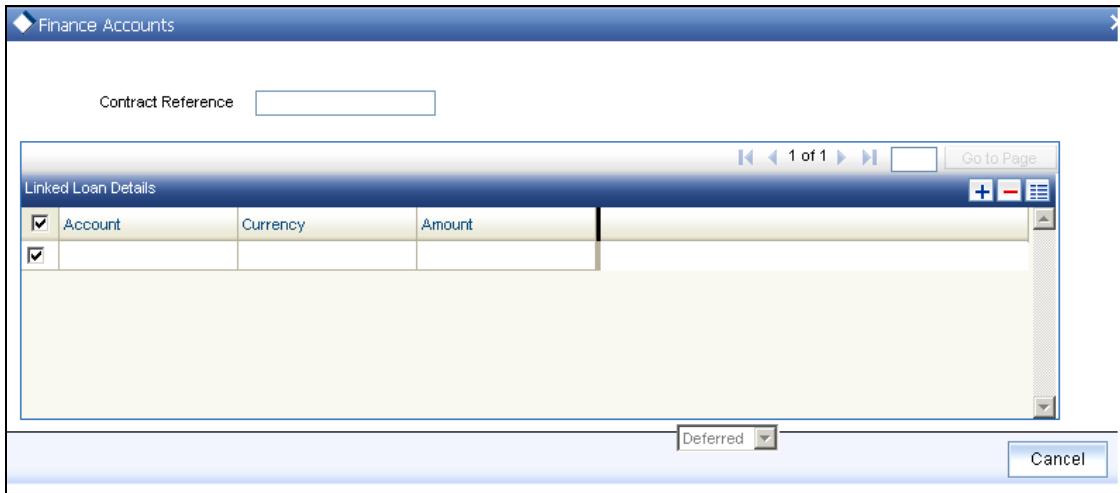 Finance Accounts
Contract Reference
1 of 1 Go to Page
Linked Loan Details
Account Currency Amount
Deferred
Cancel